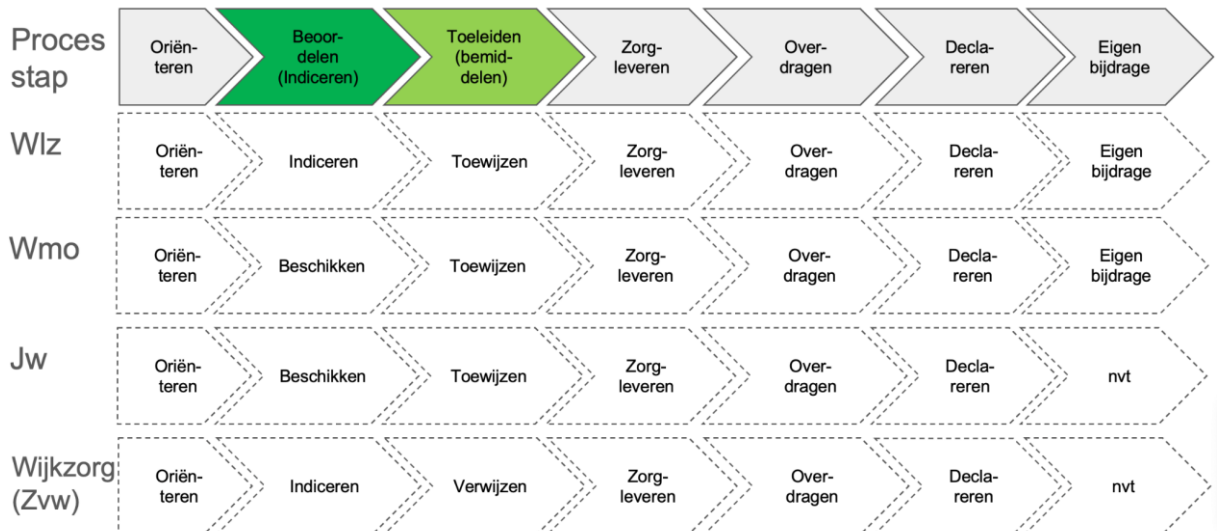 Proces stap
Oriën-
teren
Beoor-
delen
(Indiceren)
Toeleiden
(bemid-
delen)
Zorg-
leveren
Over-
dragen
Decla-
reren
Eigen
bijdrage
Wlz
Oriën-
teren
Indiceren
Toewijzen
Zorg-
leveren
Over-
dragen
Decla-
reren
Eigen
bijdrage
Wmo
Oriën-
teren
Beschikken
Toewijzen
Zorg-
leveren
Over-
dragen
Decla-
reren
Eigen
bijdrage
Jw
Oriën-
teren
Beschikken
Toewijzen
Zorg-
leveren
Over-
dragen
Decla-
reren
nvt
Wijkzorg
(Zvw)
Oriën-
teren
Indiceren
Verwijzen
Zorg-
leveren
Over-
dragen
Decla-
reren
nvt